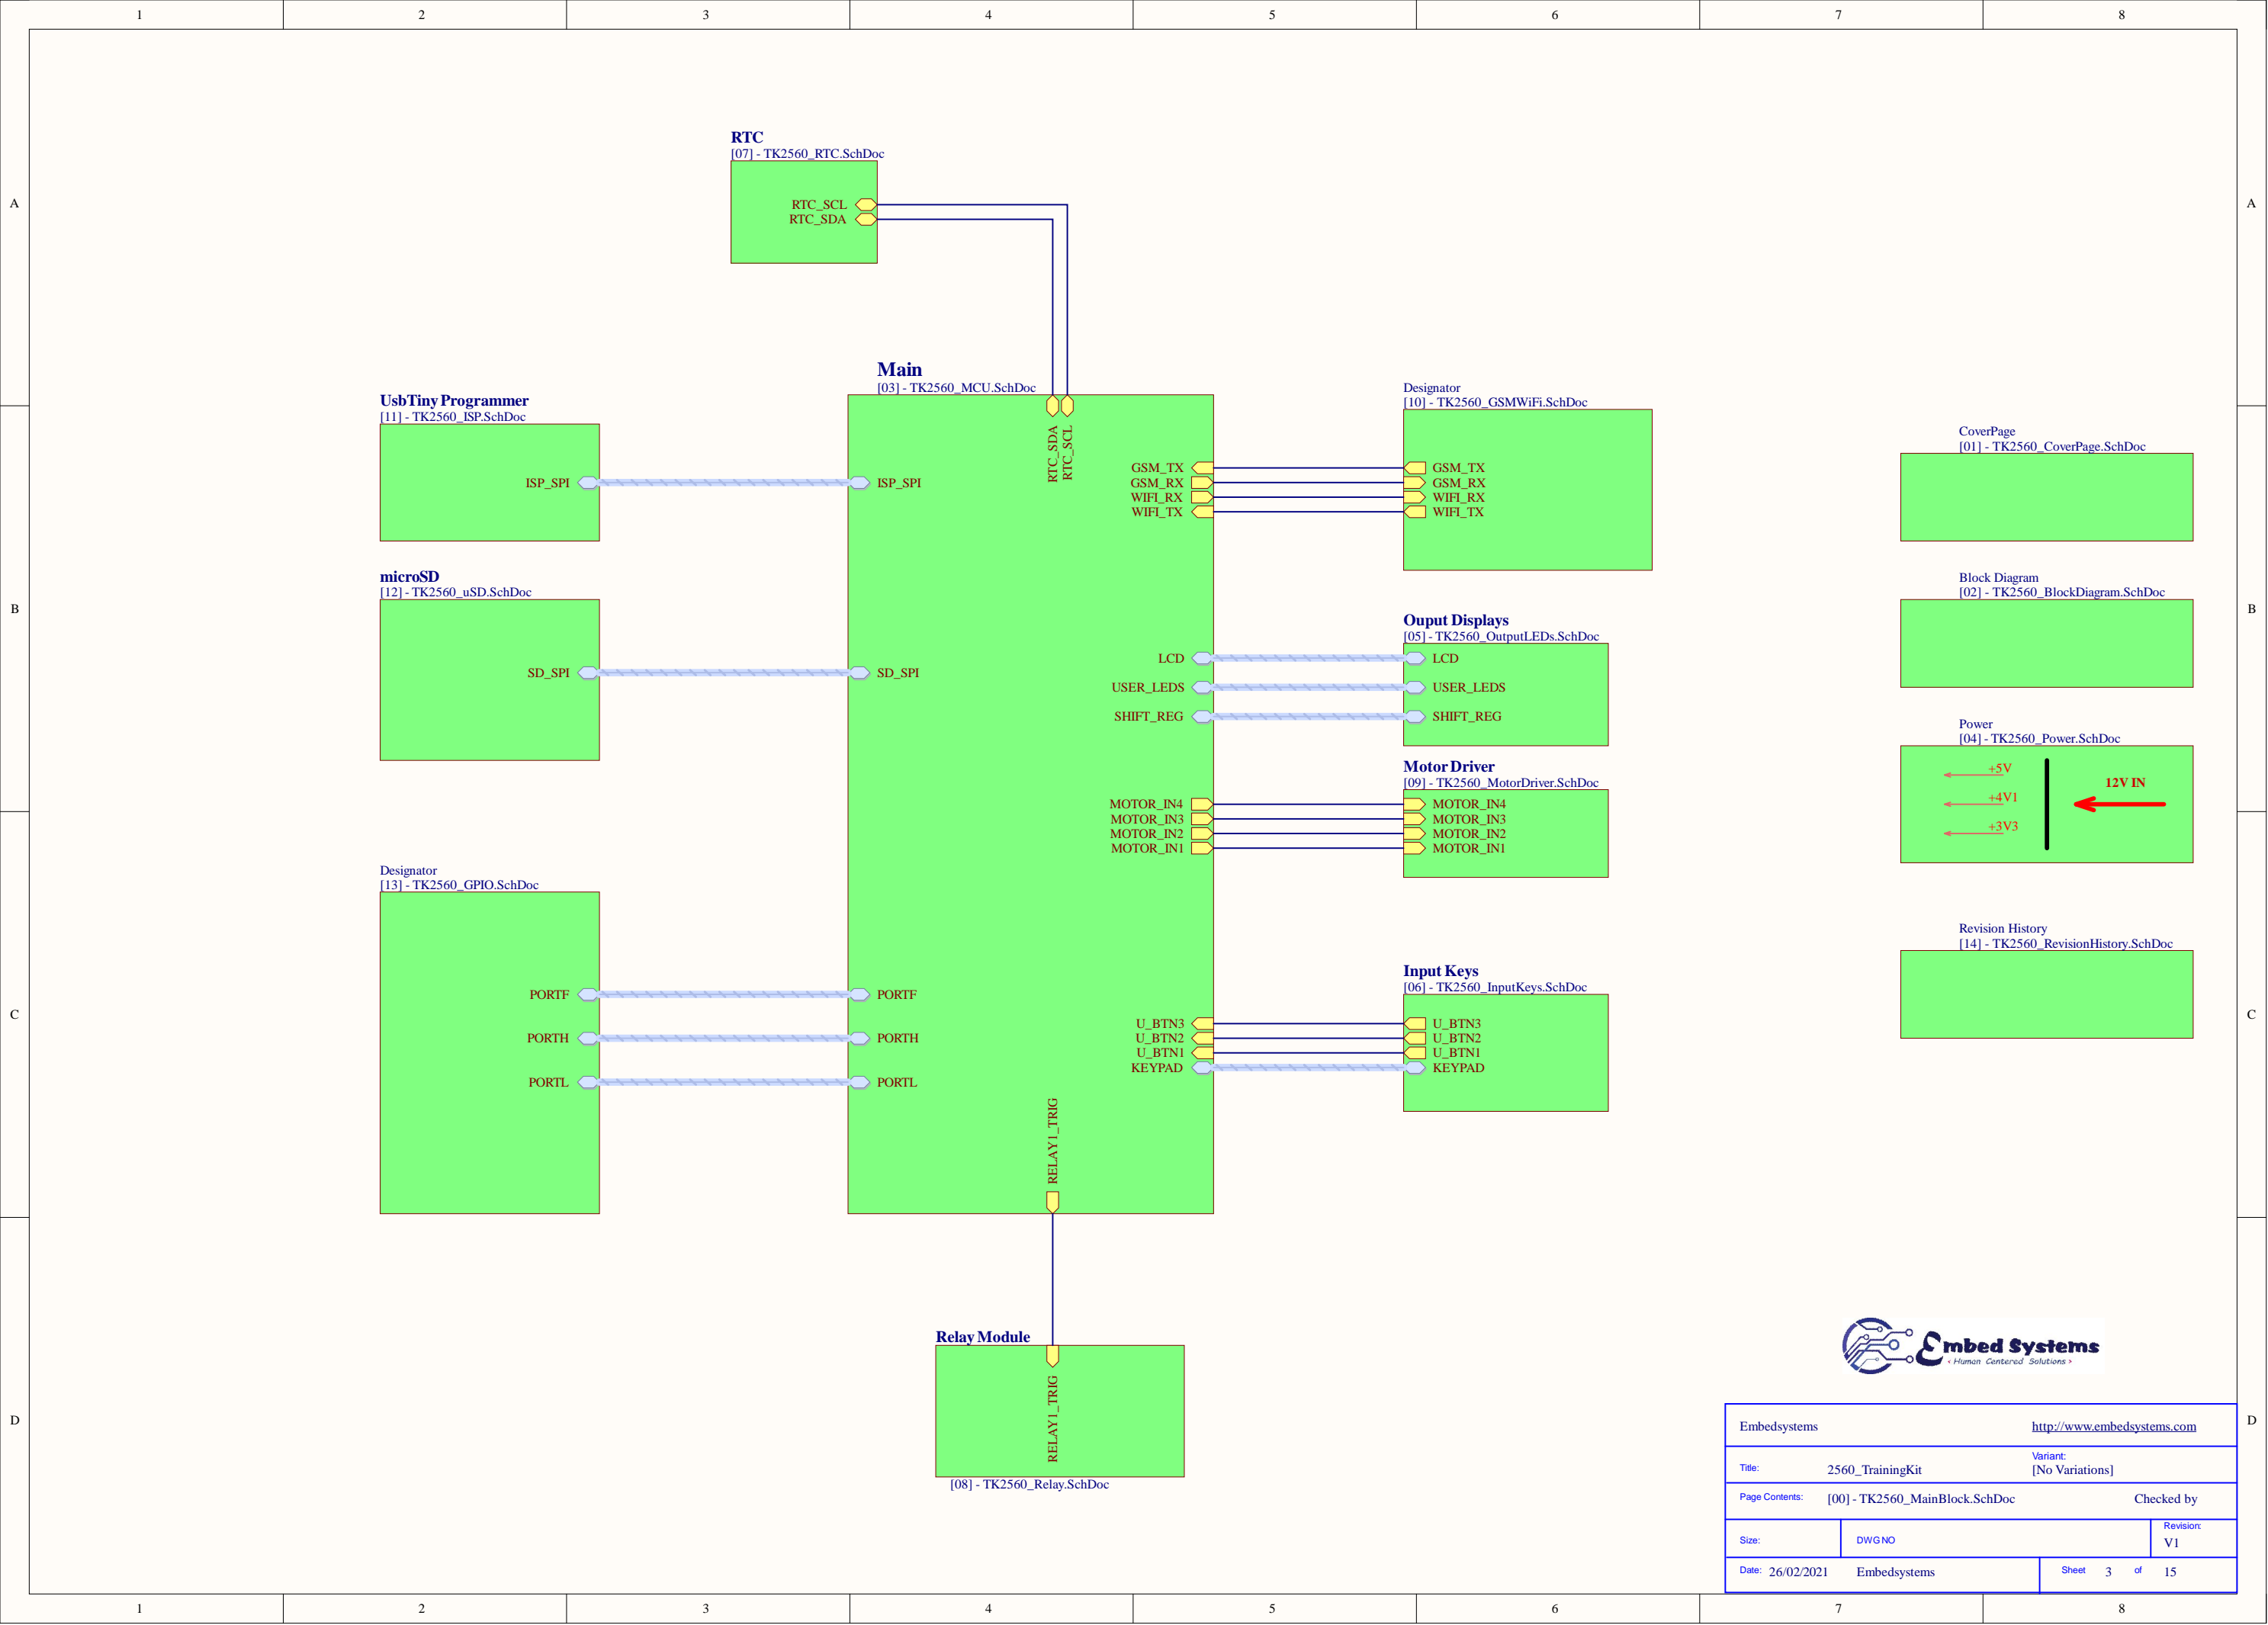 1 2 3 4 5 6 7 8
A A
RTC
[07] - TK2560_RTC.SchDoc
RTC_SCL
RTC_SDA
Main
[03] - TK2560_MCU.SchDoc
RTC_SDA
RTC_SCL
UsbTiny Programmer
[11] - TK2560_ISP.SchDoc
ISP_SPI ISP_SPI
Designator
[10] - TK2560_GSMWiFi.SchDoc
GSM_TX GSM_TX
GSM_RX GSM_RX
WIFI_RX WIFI_RX
WIFI_TX WIFI_TX
CoverPage
[01] - TK2560_CoverPage.SchDoc
B B
microSD
[12] - TK2560_uSD.SchDoc
SD_SPI SD_SPI
Block Diagram
[02] - TK2560_BlockDiagram.SchDoc
Ouput Displays
[05] - TK2560_OutputLEDs.SchDoc
LCD LCD
USER_LEDS USER_LEDS
SHIFT_REG SHIFT_REG
Power
[04] - TK2560_Power.SchDoc
+5V
12V IN
+4V1
+3V3
Motor Driver
[09] - TK2560_MotorDriver.SchDoc
MOTOR_IN4 MOTOR_IN4
MOTOR_IN3 MOTOR_IN3
MOTOR_IN2 MOTOR_IN2
MOTOR_IN1 MOTOR_IN1
Designator
[13] - TK2560_GPIO.SchDoc
PORTF PORTF
PORTH PORTH
PORTL PORTL
Revision History
[14] - TK2560_RevisionHistory.SchDoc
C C
Input Keys
[06] - TK2560_InputKeys.SchDoc
U_BTN3 U_BTN3
U_BTN2 U_BTN2
U_BTN1 U_BTN1
KEYPAD KEYPAD
RELAY1_TRIG
Relay Module
RELAY1_TRIG
[08] - TK2560_Relay.SchDoc
Embed Systems
< Human Centered Solutions >
D D
Embedsystems http://www.embedsystems.com
Title: 2560_TrainingKit Variant: [No Variations]
Page Contents: [00] - TK2560_MainBlock.SchDoc Checked by
Size: DWG NO Revision: V1
Date: 26/02/2021 Embedsystems Sheet 3 of 15
1 2 3 4 5 6 7 8